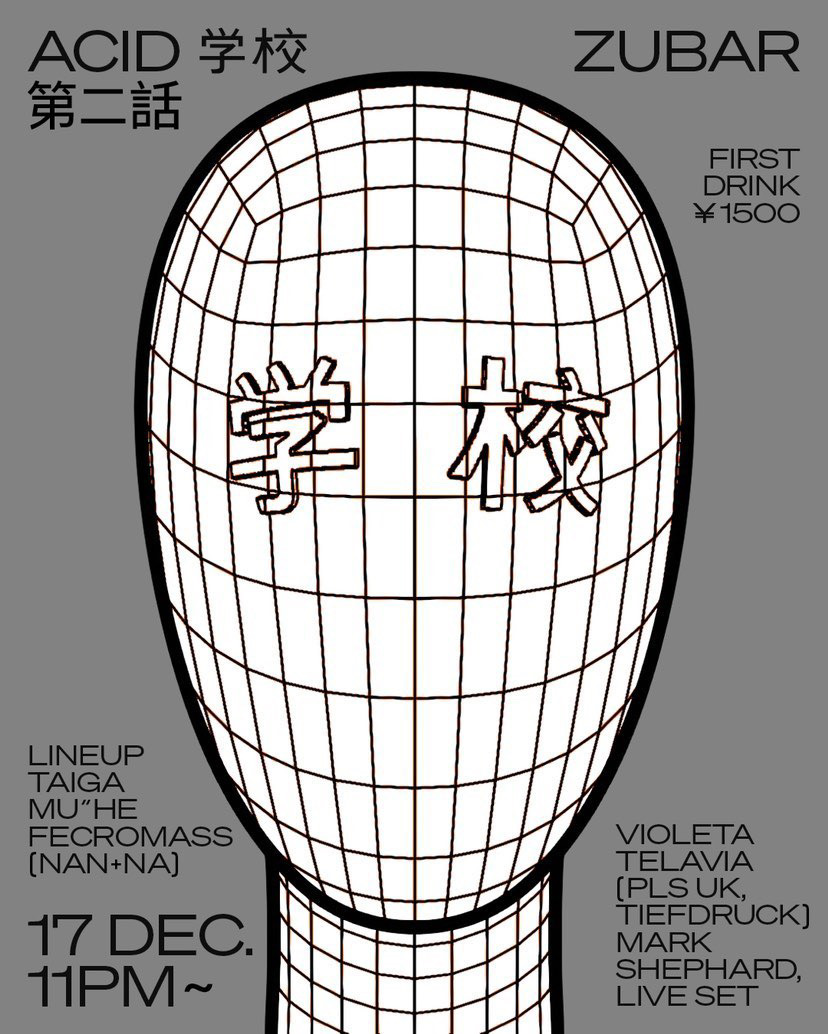 ACID 学校
第二話
ZUBAR
FIRST
DRINK
¥1500
学 校
LINEUP
TAIGA
MU"HE
FECROMASS
(NAN+NA)
17 DEC.
11PM~
VIOLETA
TELAVIA
(PLS UK,
TIEFDRUCK)
MARK
SHEPHARD,
LIVE SET